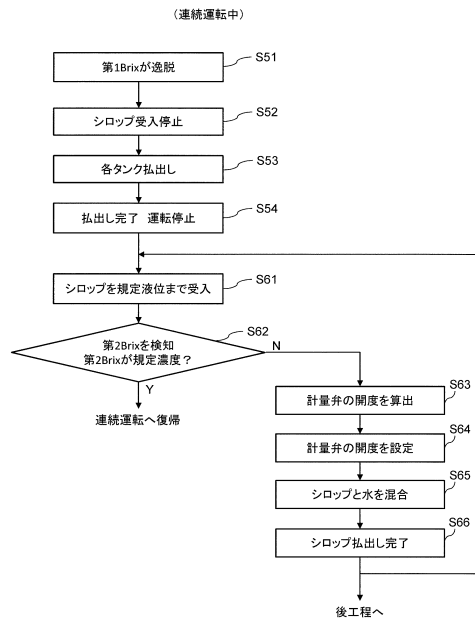 （連続運転中）
第1Brixが逸脱
S51
シロップ受入停止
S52
各タンク払出し
S53
払出し完了 運転停止
S54
シロップを規定液位まで受入
S61
第2Brixを検知
第2Brixが規定濃度？
S62
N
Y
連続運転へ復帰
計量弁の開度を算出
S63
計量弁の開度を設定
S64
シロップと水を混合
S65
シロップ払出し完了
S66
後工程へ